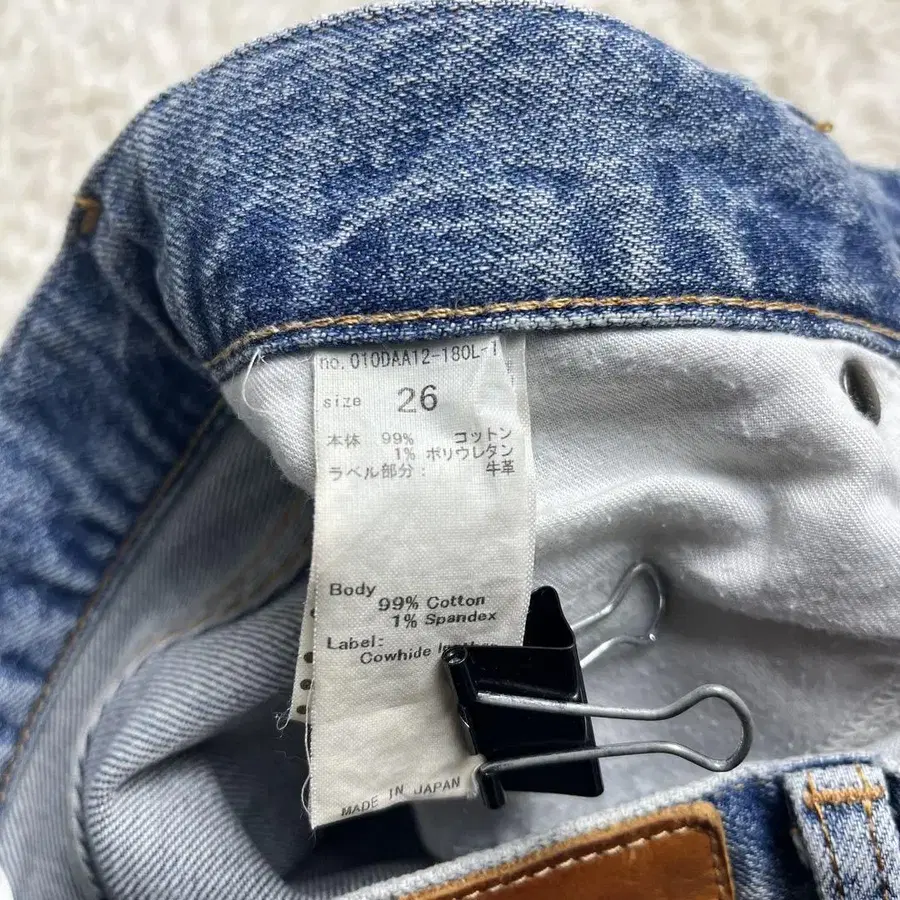 no. 010DAA12-180L-1
size 26
本体 99% コットン
1% ポリウレタン
ラベル部分: 牛革
Body
99% Cotton
1% Spandex
Label:
Cowhide
MADE IN JAPAN